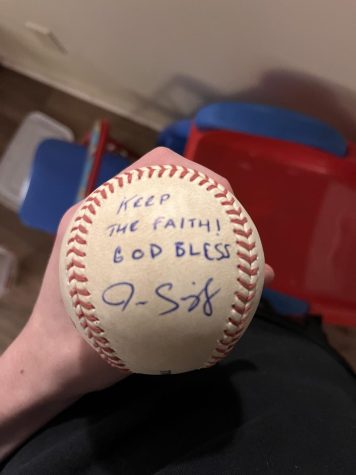 KEEP
THE FAITH!
GOD BLESS